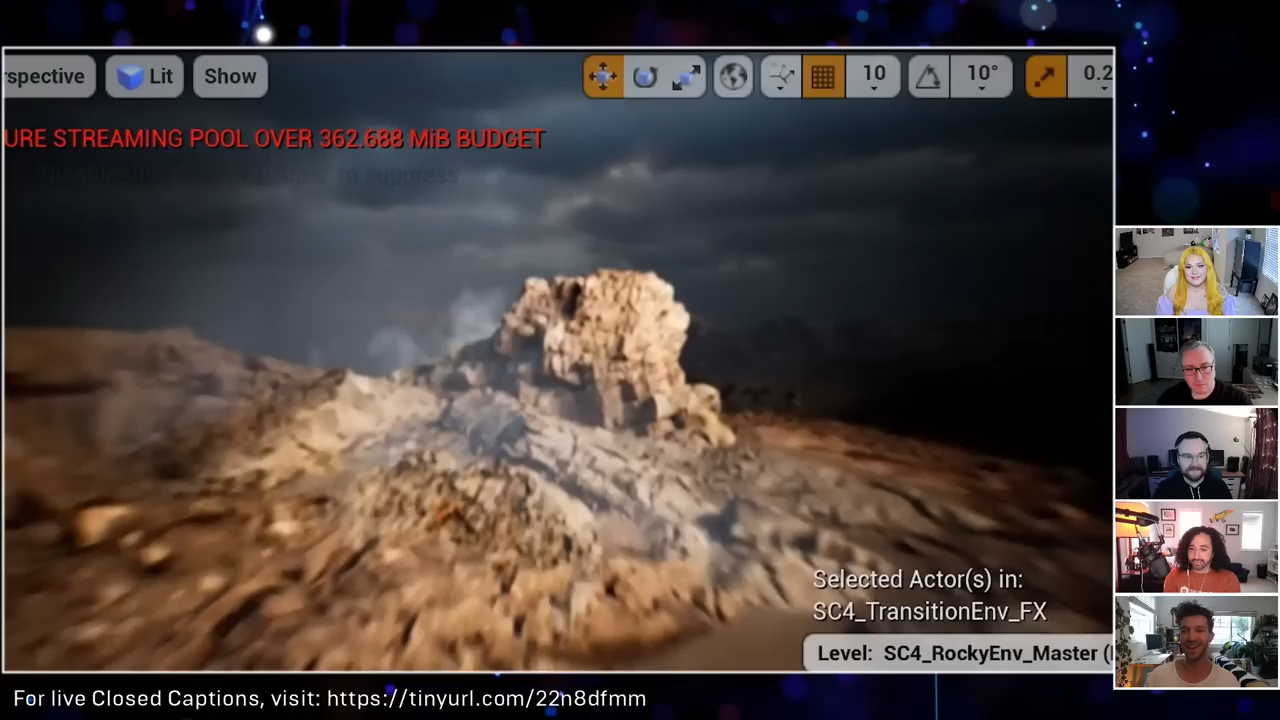 rspective
Lit
Show
10
10°
0.2
URE STREAMING POOL OVER 362.688 MiB BUDGET
suppress
Selected Actor(s) in:
SC4_TransitionEnv_FX
Level: SC4_RockyEnv_Master (
For live Closed Captions, visit: https://tinyurl.com/22n8dfmm